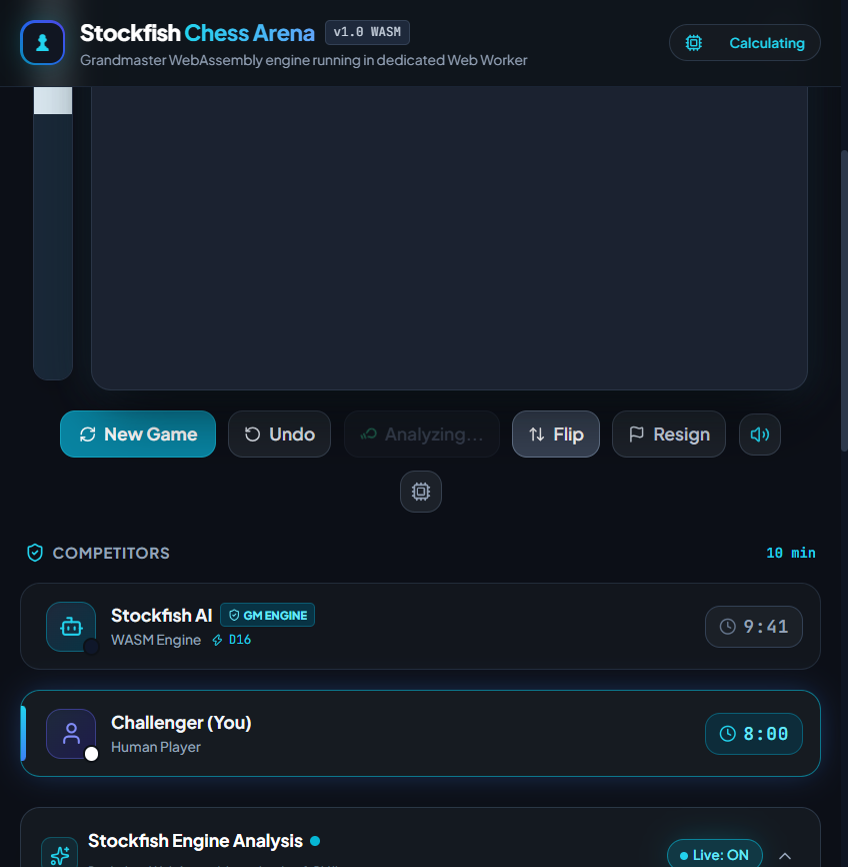 Stockfish Chess Arena v1.0 WASM
Grandmaster WebAssembly engine running in dedicated Web Worker
Calculating
New Game
Undo
Analyzing...
Flip
Resign
COMPETITORS
10 min
Stockfish AI GM ENGINE
WASM Engine D16
9:41
Challenger (You)
Human Player
8:00
Stockfish Engine Analysis
Live: ON